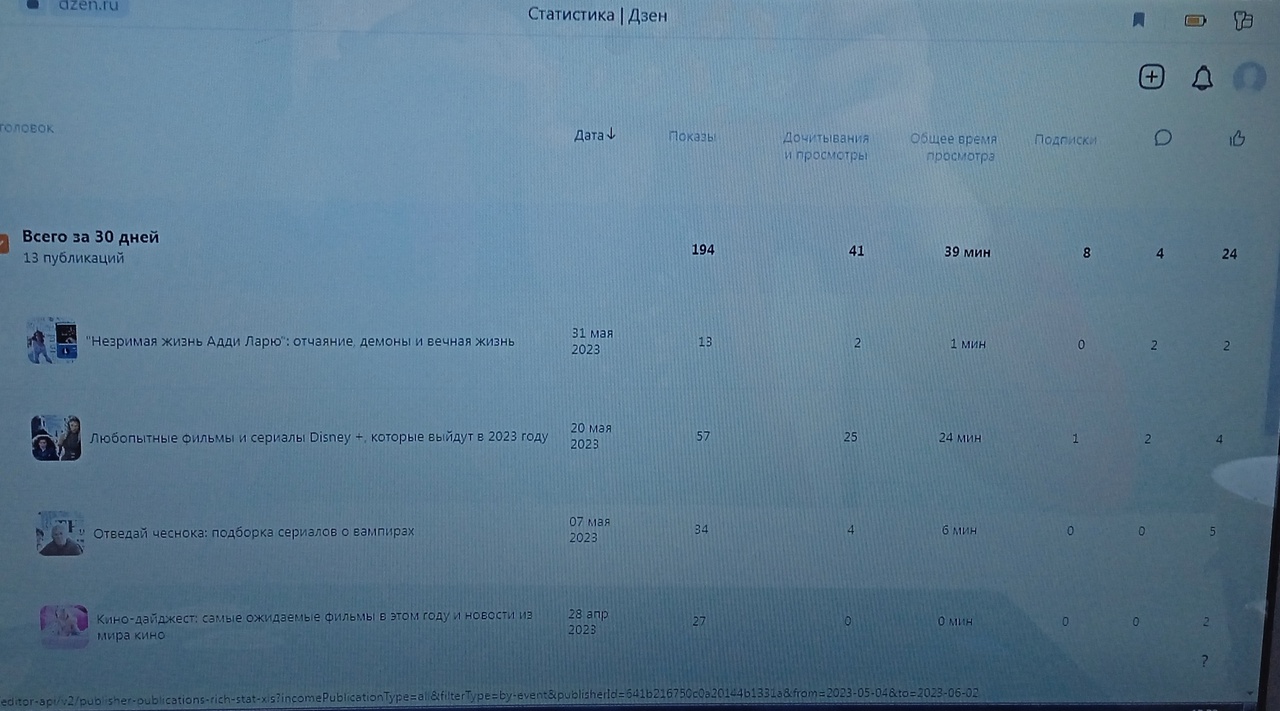 dzen.ru
Статистика | Дзен
головок
Дата↓
Показы
Дочитывания
и просмотры
Общее время
просмотра
Подписки
Всего за 30 дней
13 публикаций
194
41
39 мин
8
4
24
"Незримая жизнь Адди Ларю": отчаяние, демоны и вечная жизнь
31 мая
2023
13
2
1 мин
0
2
2
Любопытные фильмы и сериалы Disney +, которые выйдут в 2023 году
20 мая
2023
57
25
24 мин
1
2
4
Отведай чеснока: подборка сериалов о вампирах
07 мая
2023
34
4
6 мин
0
0
5
Кино-дайджест: самые ожидаемые фильмы в этом году и новости из
мира кино
28 апр
2023
27
0
0 мин
0
0
2
?
editor-api/v2/publisher-publications-rich-stat-xls?incomePublicationType=all&filterType=by-event&publisherId=641b216750c0a20144b1331a&from=2023-05-04&to=2023-06-02